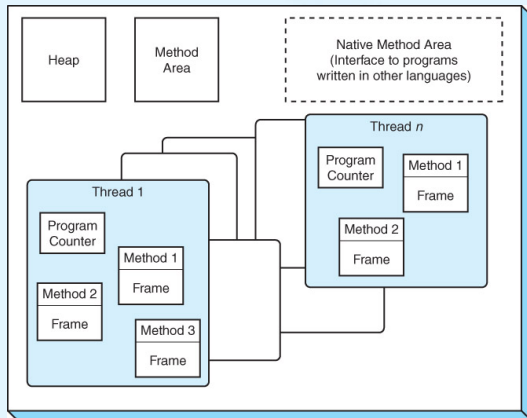 Heap
Method
Area
Native Method Area
(Interface to programs
written in other languages)
Thread 1
Program
Counter
Method 1
Frame
Method 2
Frame
Method 3
Frame
Thread n
Program
Counter
Method 1
Frame
Method 2
Frame